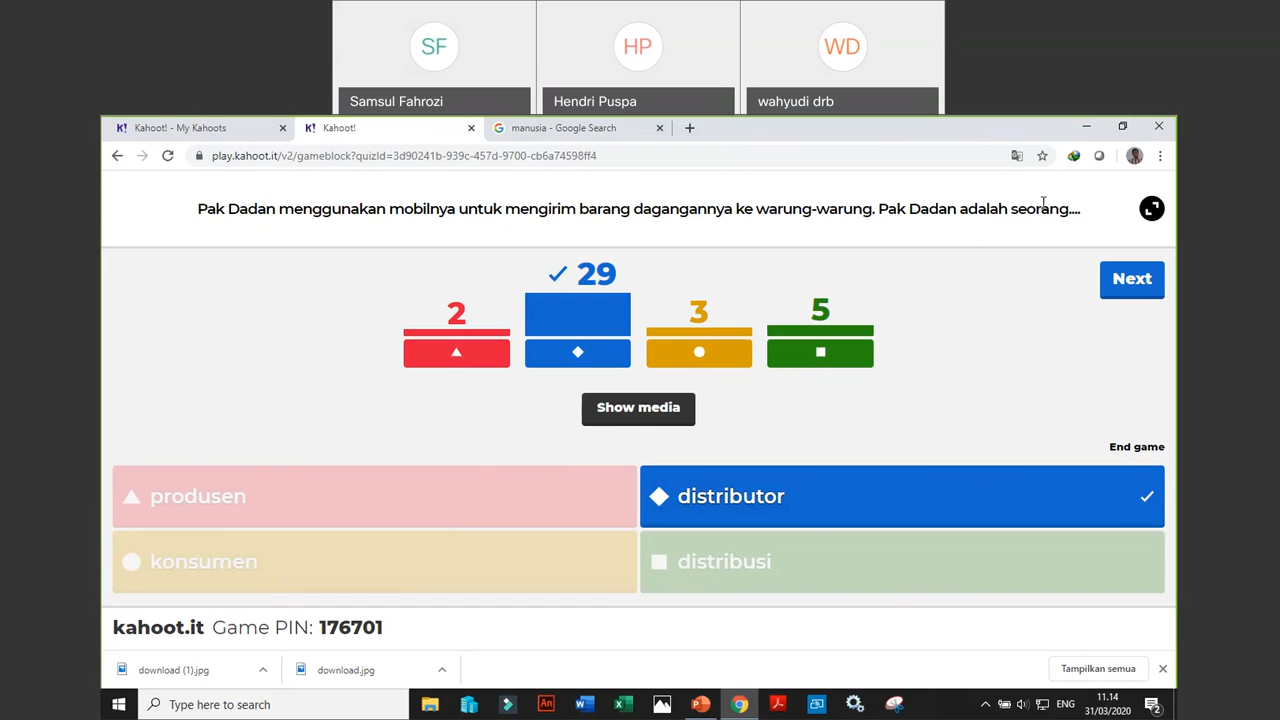 SF
HP
WD
Samsul Fahrozi
Hendri Puspa
wahyudi drb
K! Kahoot! - My Kahoots
K! Kahoot!
G manusia - Google Search
play.kahoot.it/v2/gameblock?quizId=3d90241b-939c-457d-9700-cb6a74598ff4
Pak Dadan menggunakan mobilnya untuk mengirim barang dagangannya ke warung-warung. Pak Dadan adalah seorang....
2
29
3
5
Next
Show media
End game
produsen
distributor
konsumen
distribusi
kahoot.it Game PIN: 176701
download (1).jpg
download.jpg
Tampilkan semua
Type here to search
An
ENG
11.14
31/03/2020
2